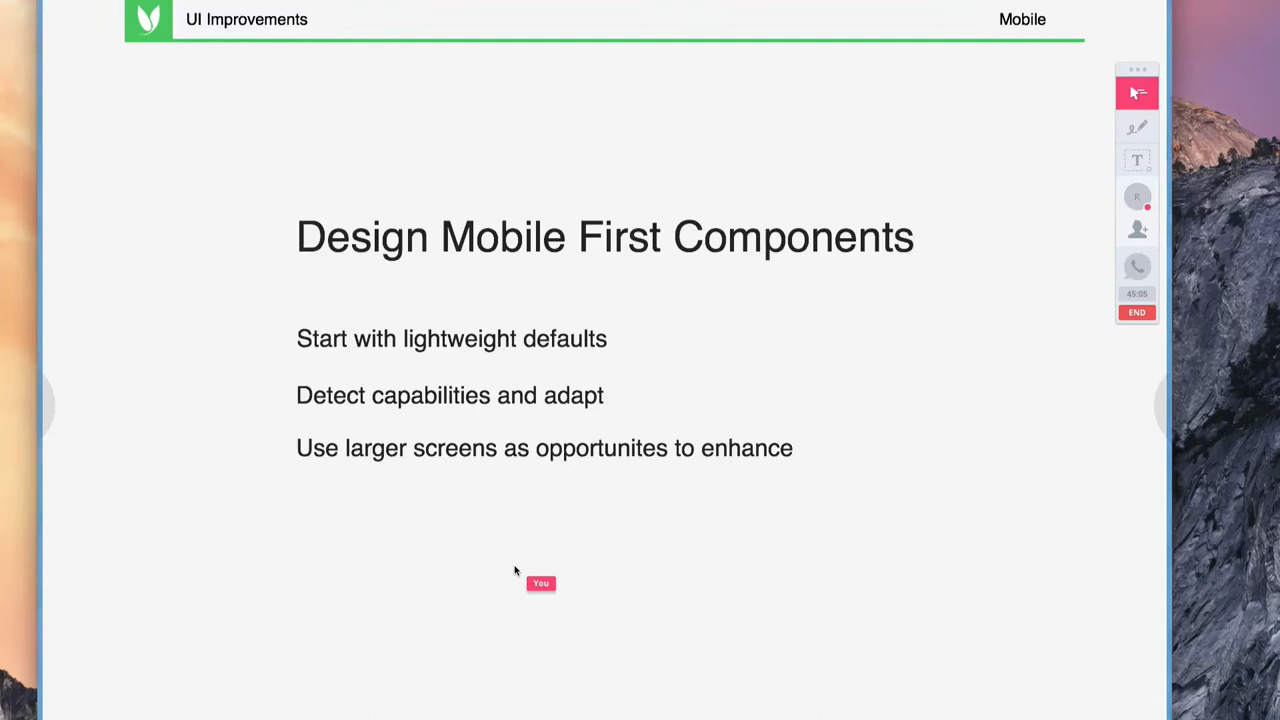 UI Improvements
Mobile
Design Mobile First Components
Start with lightweight defaults
Detect capabilities and adapt
Use larger screens as opportunites to enhance
T
R
45:05
END
You